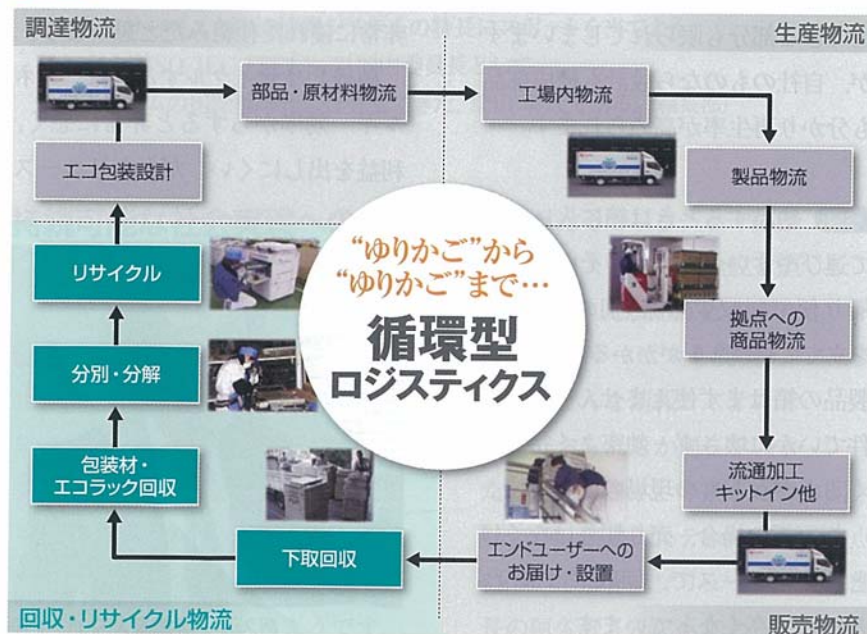 調達物流
生産物流
部品・原材料物流
工場内物流
エコ包装設計
製品物流
リサイクル
“ゆりかご”から
“ゆりかご”まで…
循環型
ロジスティクス
拠点への
商品物流
分別・分解
包装材・
エコラック回収
流通加工
キットイン他
下取回収
エンドユーザーへの
お届け・設置
回収・リサイクル物流
販売物流